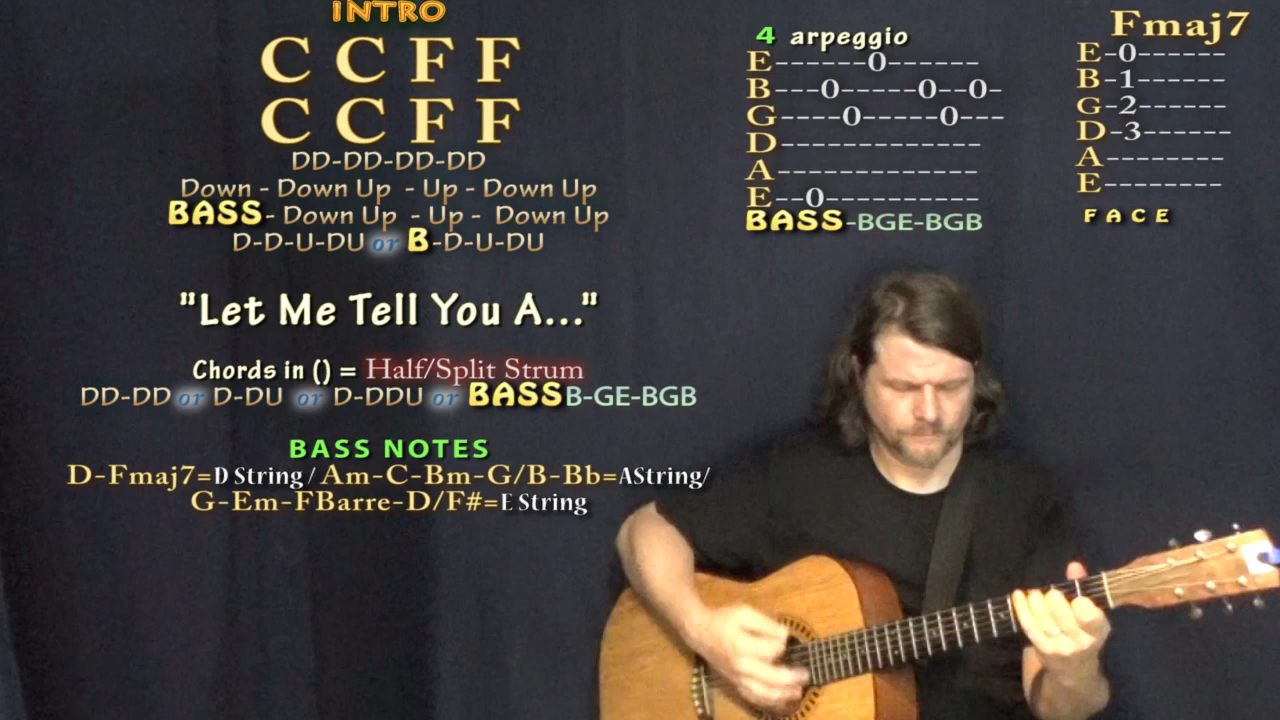 INTRO
C C F F
C C F F
DD-DD-DD-DD
Down - Down Up - Up - Down Up
BASS- Down Up - Up - Down Up
D-D-U-DU or B-D-U-DU
"Let Me Tell You A..."
Chords in () = Half/Split Strum
DD-DD or D-DU or D-DDU or BASSB-GE-BGB
BASS NOTES
D-Fmaj7=D String / Am-C-Bm-G/B-Bb=AString/
G-Em-FBarre-D/F#=E String
4 arpeggio
E------0------
B---0-----0--0-
G----0-----0---
D-------------
A-------------
E--0----------
BASS-BGE-BGB
Fmaj7
E-0------
B-1------
G-2------
D-3------
A--------
E--------
F A C E